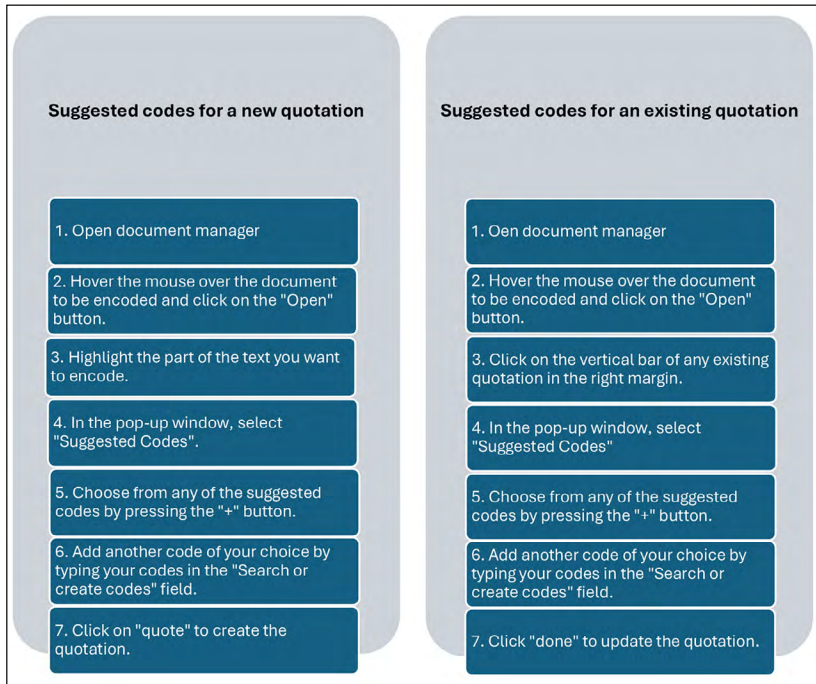 Suggested codes for a new quotation
1. Open document manager
2. Hover the mouse over the document
to be encoded and click on the "Open"
button.
3. Highlight the part of the text you want
to encode.
4. In the pop-up window, select
"Suggested Codes".
5. Choose from any of the suggested
codes by pressing the "+" button.
6. Add another code of your choice by
typing your codes in the "Search or
create codes" field.
7. Click on "quote" to create the
quotation.
Suggested codes for an existing quotation
1. Oen document manager
2. Hover the mouse over the document
to be encoded and click on the "Open"
button.
3. Click on the vertical bar of any existing
quotation in the right margin.
4. In the pop-up window, select
"Suggested Codes"
5. Choose from any of the suggested
codes by pressing the "+" button.
6. Add another code of your choice by
typing your codes in the "Search or
create codes" field.
7. Click "done" to update the quotation.